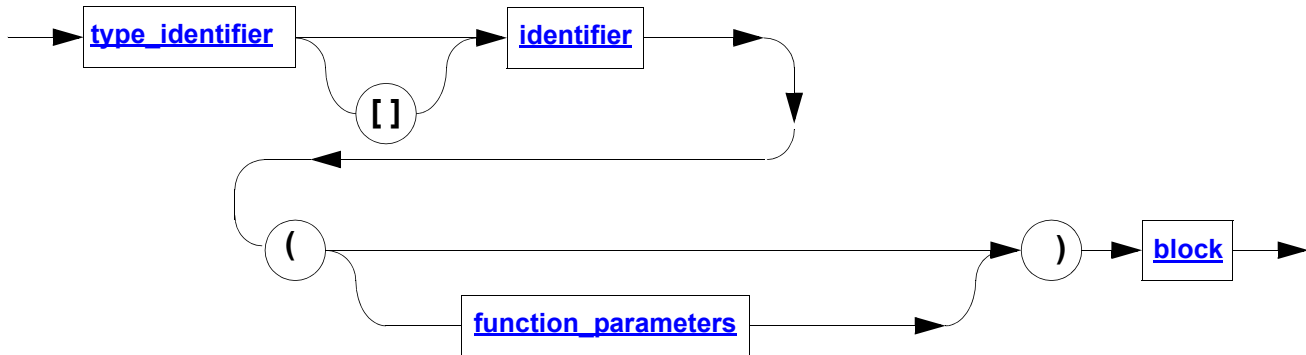 type_identifier
identifier
[ ]
(
)
block
function_parameters